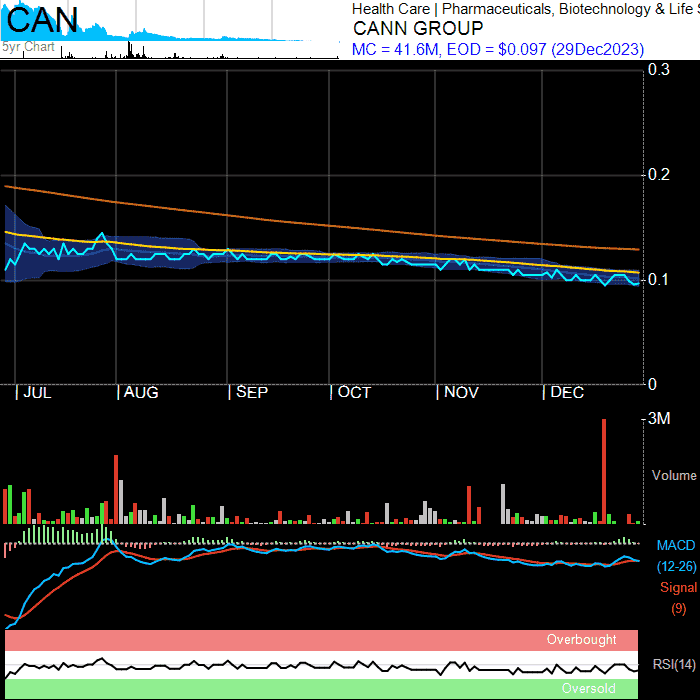 CAN
5yr Chart
Health Care | Pharmaceuticals, Biotechnology & Life S
CANN GROUP
MC = 41.6M, EOD = $0.097 (29Dec2023)
0.3
0.2
0.1
0
JUL AUG SEP OCT NOV DEC
3M
Volume
MACD
(12-26)
Signal
(9)
Overbought
RSI(14)
Oversold